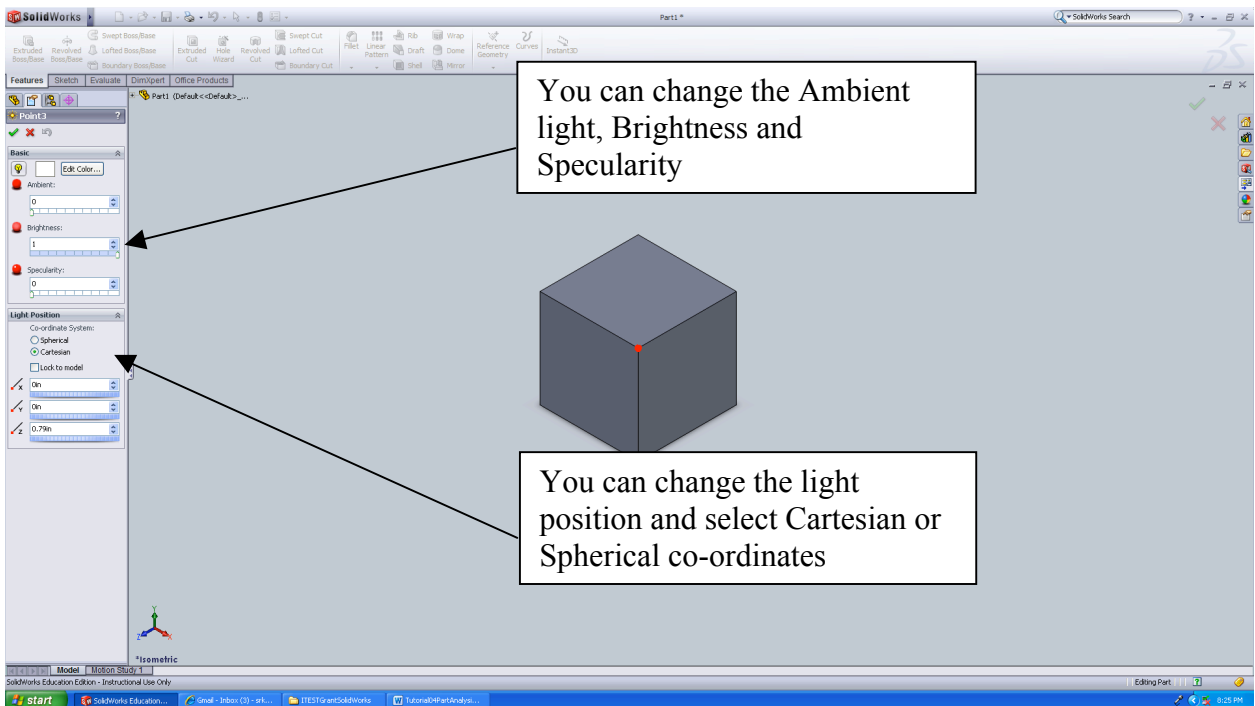 SolidWorks
Part1 *
SolidWorks Search
Extruded Boss/Base
Revolved Boss/Base
Swept Boss/Base
Lofted Boss/Base
Boundary Boss/Base
Extruded Cut
Hole Wizard
Revolved Cut
Swept Cut
Lofted Cut
Boundary Cut
Fillet
Linear Pattern
Rib
Draft
Shell
Wrap
Dome
Mirror
Reference Geometry
Curves
Instant3D
Features Sketch Evaluate DimXpert Office Products
Part1 (Default<<Default>_...
Point3 ?
Basic
Edit Color...
Ambient:
0
Brightness:
1
Specularity:
0
Light Position
Co-ordinate System:
Spherical
Cartesian
Lock to model
X 0in
Y 0in
Z 0.79in
You can change the Ambient
light, Brightness and
Specularity
You can change the light
position and select Cartesian or
Spherical co-ordinates
Y
Z X
*Isometric
Model Motion Study 1
SolidWorks Education Edition - Instructional Use Only
Editing Part
start SolidWorks Education... Gmail - Inbox (3) - srk... ITESTGrantSolidWorks Tutorial04PartAnalysi... 8:25 PM